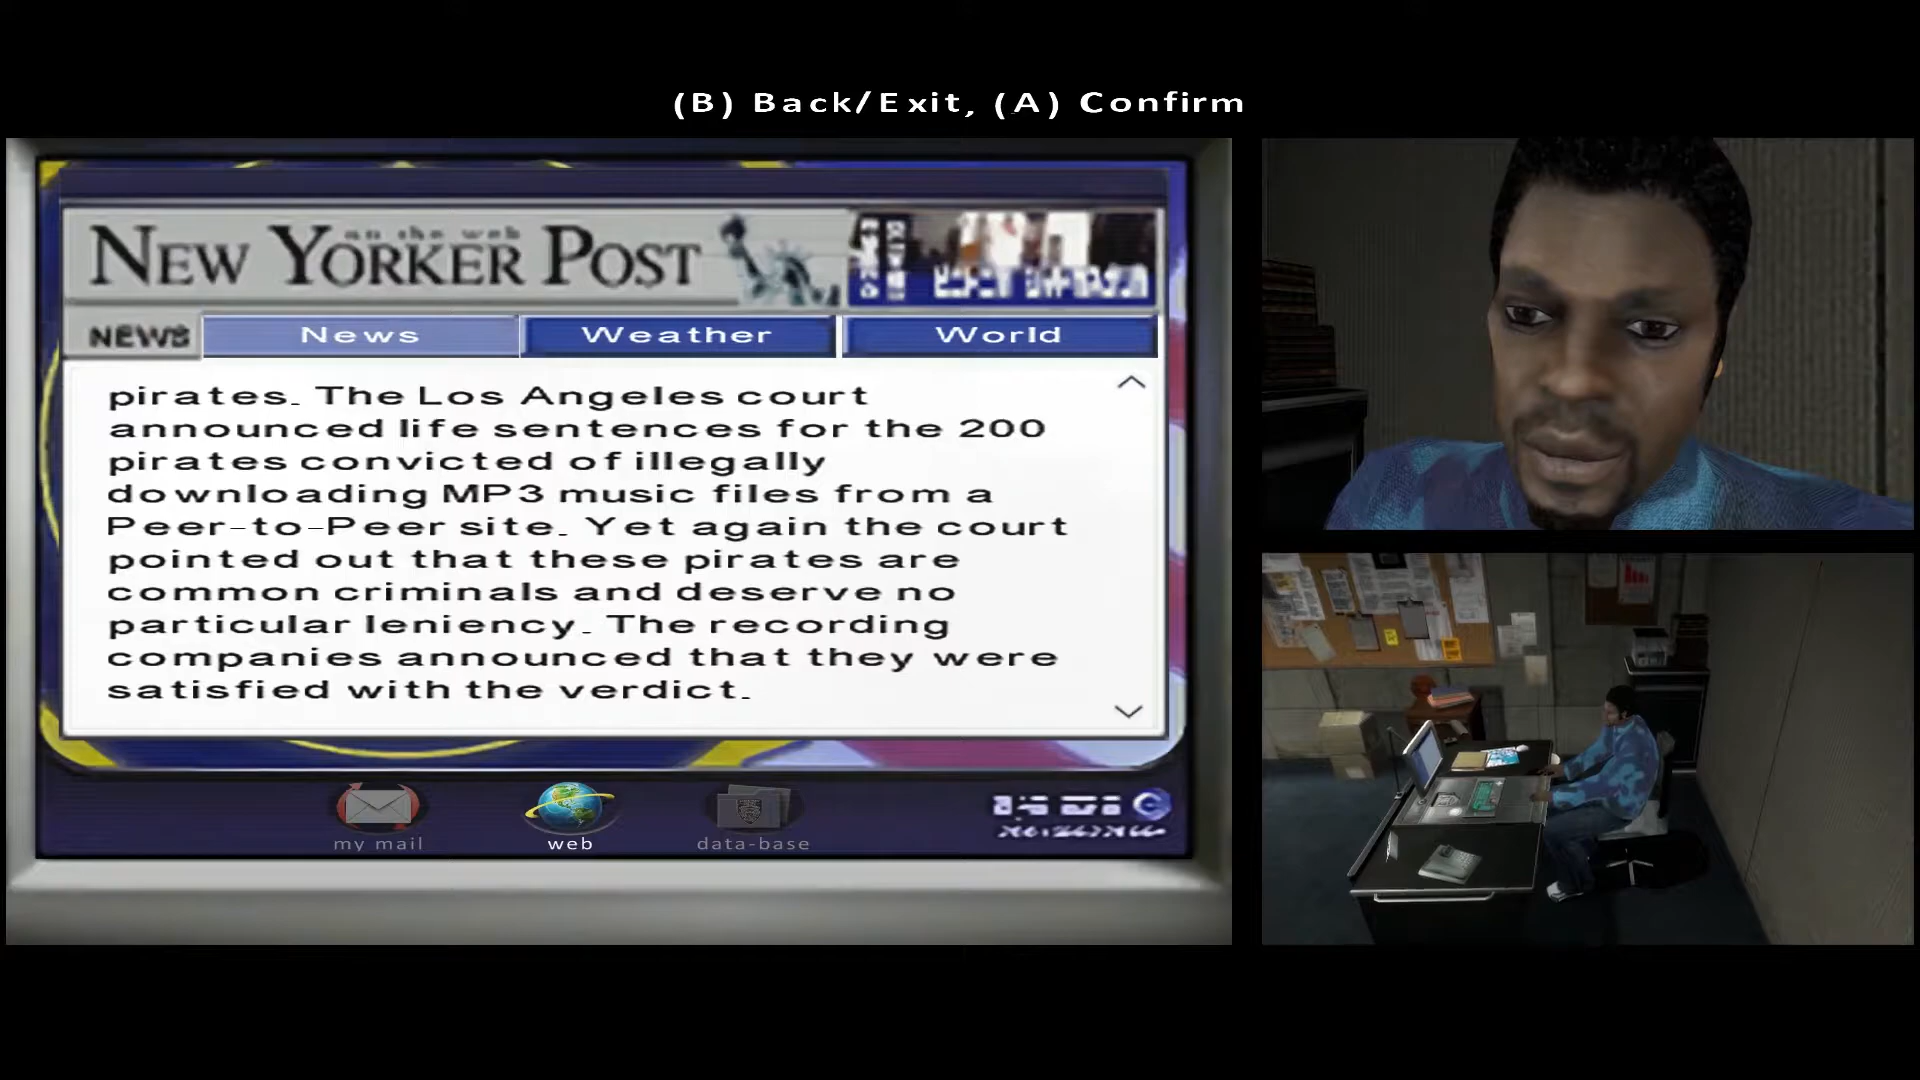 (B) Back/Exit, (A) Confirm
on the web
NEW YORKER POST
NEWS
News
Weather
World
pirates. The Los Angeles court
announced life sentences for the 200
pirates convicted of illegally
downloading MP3 music files from a
Peer-to-Peer site. Yet again the court
pointed out that these pirates are
common criminals and deserve no
particular leniency. The recording
companies announced that they were
satisfied with the verdict.
my mail
web
data-base